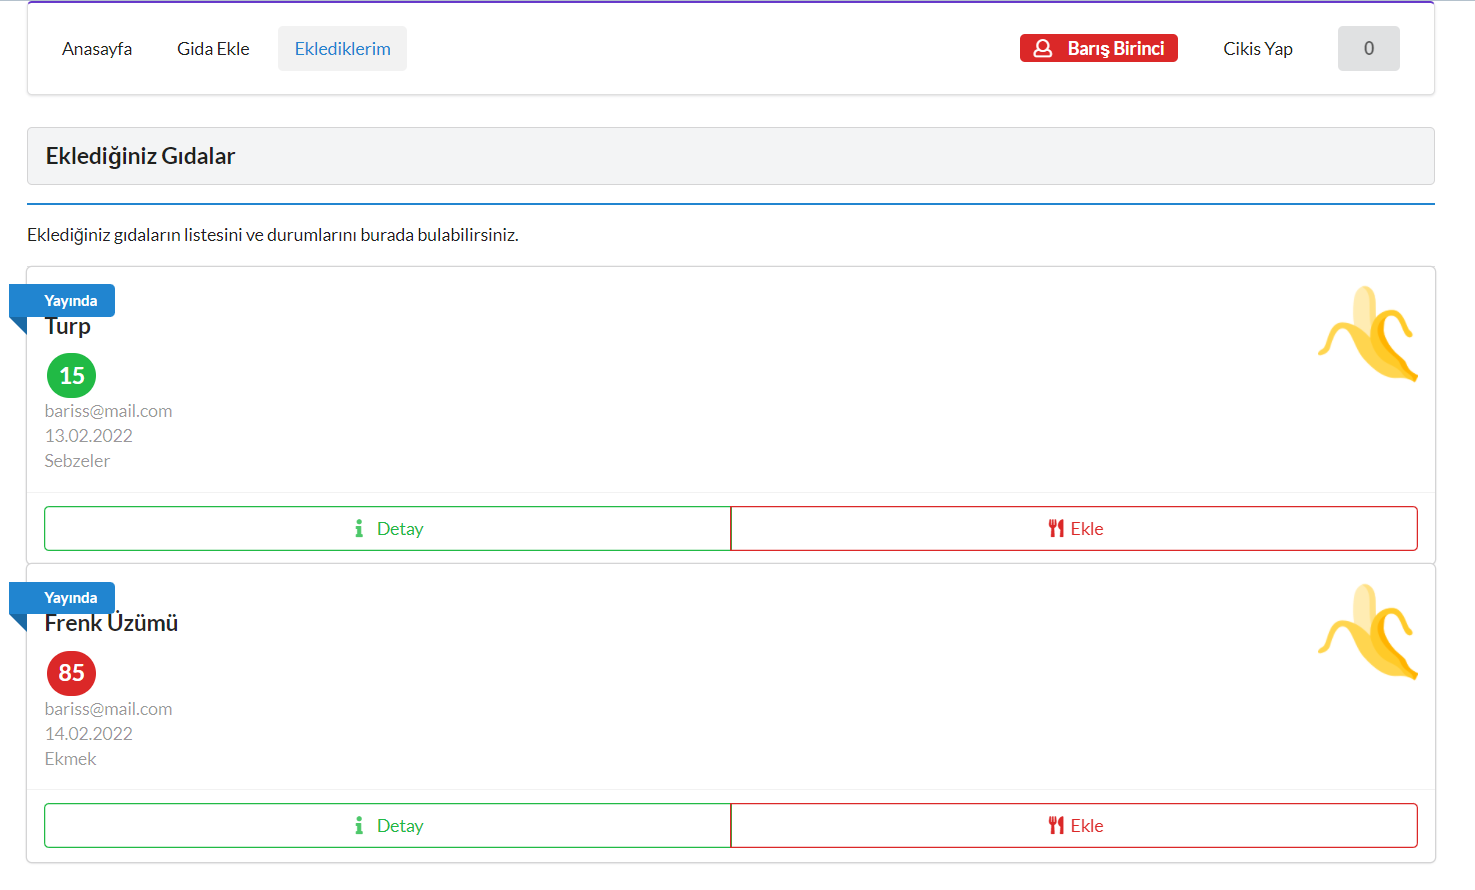 Anasayfa Gida Ekle Eklediklerim Barış Birinci Cikis Yap 0
Eklediğiniz Gıdalar
Eklediğiniz gıdaların listesini ve durumlarını burada bulabilirsiniz.
Yayında
Turp
15
bariss@mail.com
13.02.2022
Sebzeler
Detay Ekle
Yayında
Frenk Üzümü
85
bariss@mail.com
14.02.2022
Ekmek
Detay Ekle